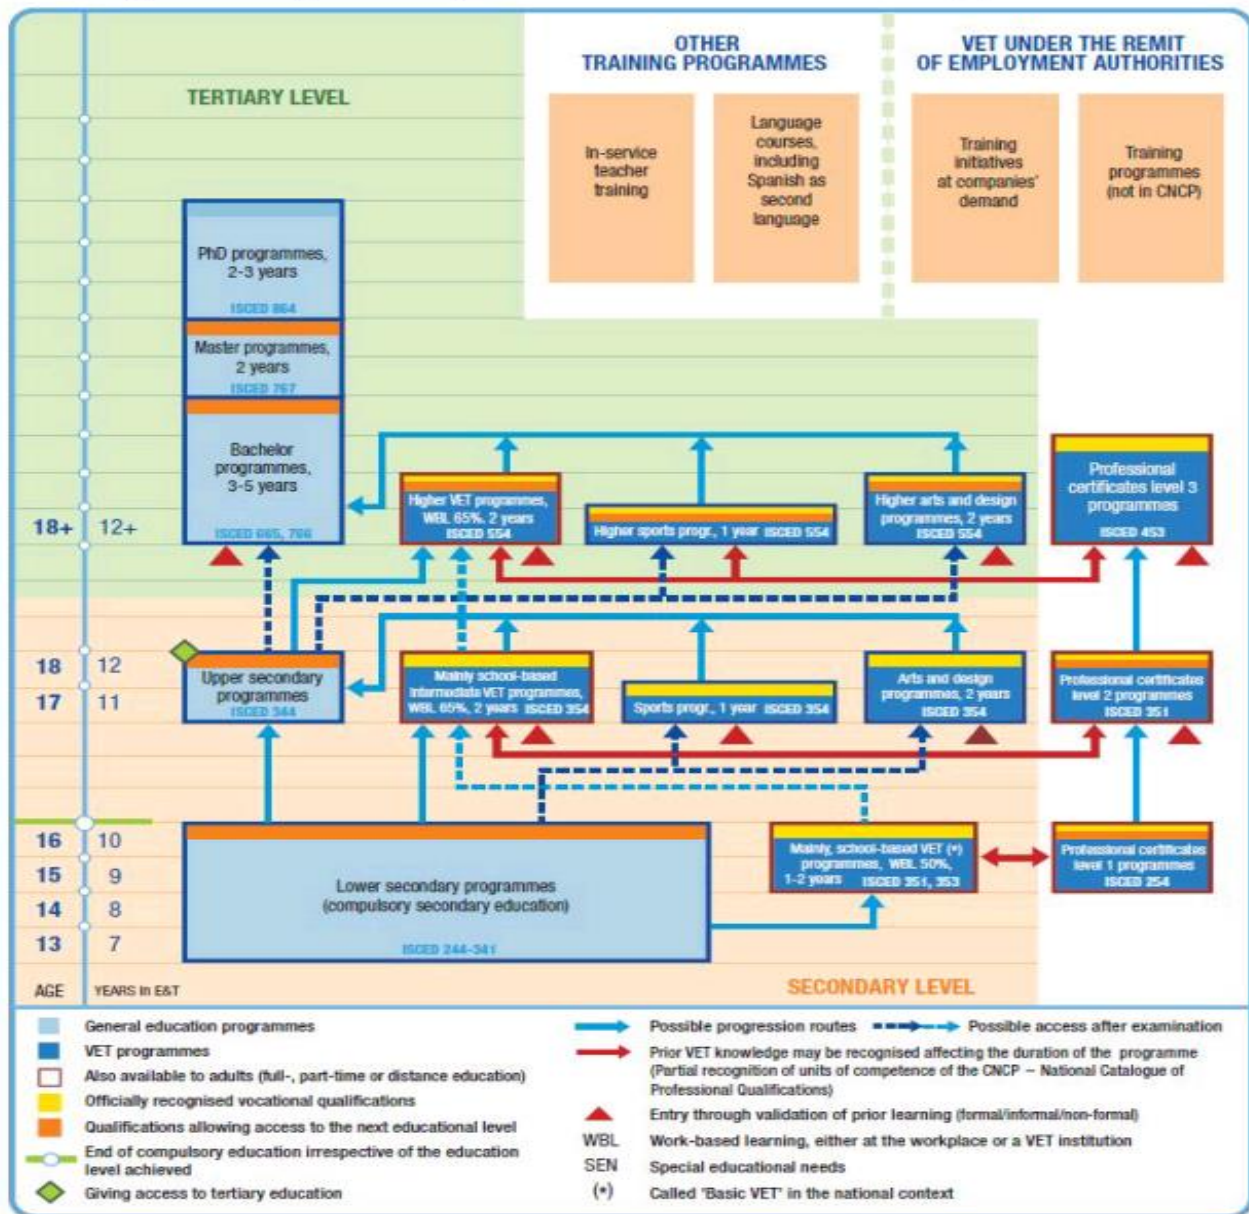 OTHER
TRAINING PROGRAMMES
VET UNDER THE REMIT
OF EMPLOYMENT AUTHORITIES
TERTIARY LEVEL
In-service
teacher
training
Language
courses,
including
Spanish as
second
language
Training
initiatives
at companies'
demand
Training
programmes
(not in CNCP)
PhD programmes,
2-3 years
ISCED 864
Master programmes,
2 years
ISCED 767
Bachelor
programmes,
3-5 years
ISCED 665, 766
18+ 12+
Higher VET programmes,
WBL 65%, 2 years
ISCED 554
Higher sports progr., 1 year ISCED 554
Higher arts and design
programmes, 2 years
ISCED 554
Professional
certificates level 3
programmes
ISCED 453
18 12
17 11
Upper secondary
programmes
ISCED 344
Mainly school-based
Intermediate VET programmes,
WBL 65%, 2 years ISCED 354
Sports progr., 1 year ISCED 354
Arts and design
programmes, 2 years
ISCED 354
Professional certificates
level 2 programmes
ISCED 351
16 10
15 9
14 8
13 7
Lower secondary programmes
(compulsory secondary education)
ISCED 244-341
Mainly, school-based VET (*)
programmes, WBL 50%,
1-2 years ISCED 351, 353
Professional certificates
level 1 programmes
ISCED 254
AGE YEARS in E&T
SECONDARY LEVEL
General education programmes
VET programmes
Also available to adults (full-, part-time or distance education)
Officially recognised vocational qualifications
Qualifications allowing access to the next educational level
End of compulsory education irrespective of the education
level achieved
Giving access to tertiary education
Possible progression routes
Possible access after examination
Prior VET knowledge may be recognised affecting the duration of the programme
(Partial recognition of units of competence of the CNCP – National Catalogue of
Professional Qualifications)
Entry through validation of prior learning (formal/informal/non-formal)
WBL Work-based learning, either at the workplace or a VET institution
SEN Special educational needs
(*) Called 'Basic VET' in the national context